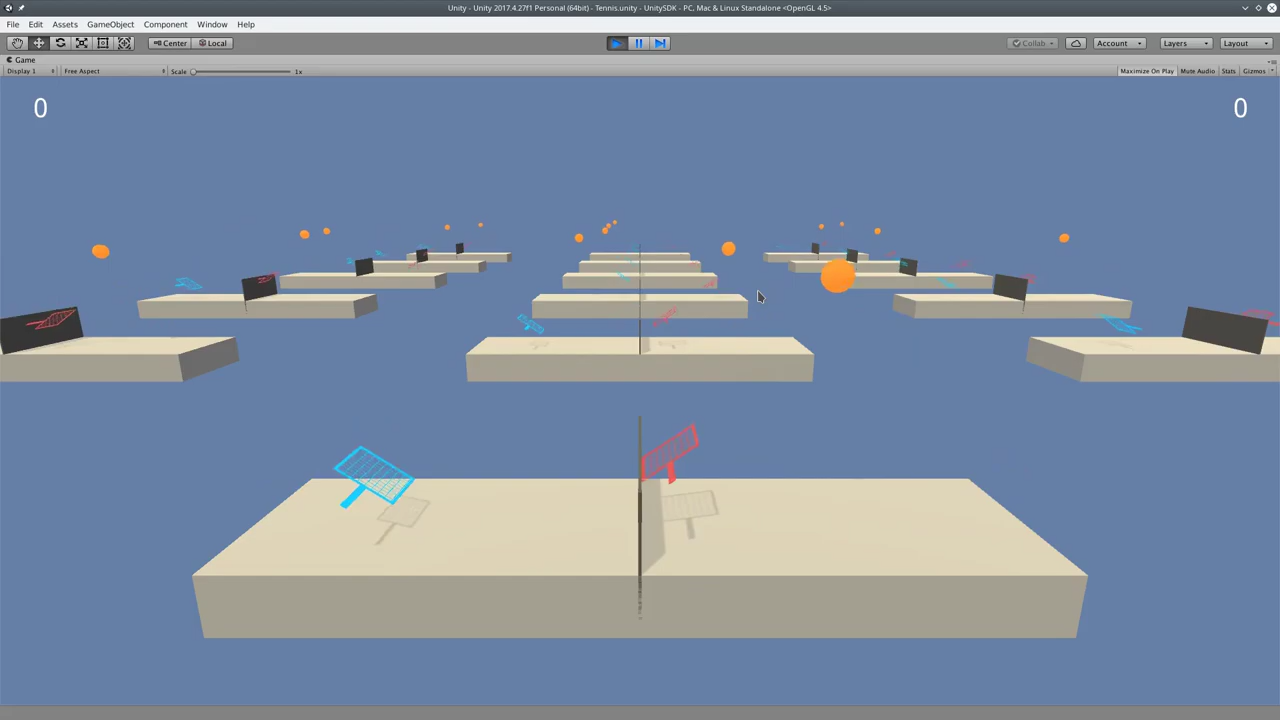 Unity - Unity 2017.4.27f1 Personal (64bit) - Tennis.unity - UnitySDK - PC, Mac & Linux Standalone <OpenGL 4.5>
File Edit Assets GameObject Component Window Help
Center Local Collab Account Layers Layout
Game
Display 1 Free Aspect Scale 1x Maximize On Play Mute Audio Stats Gizmos
0 0